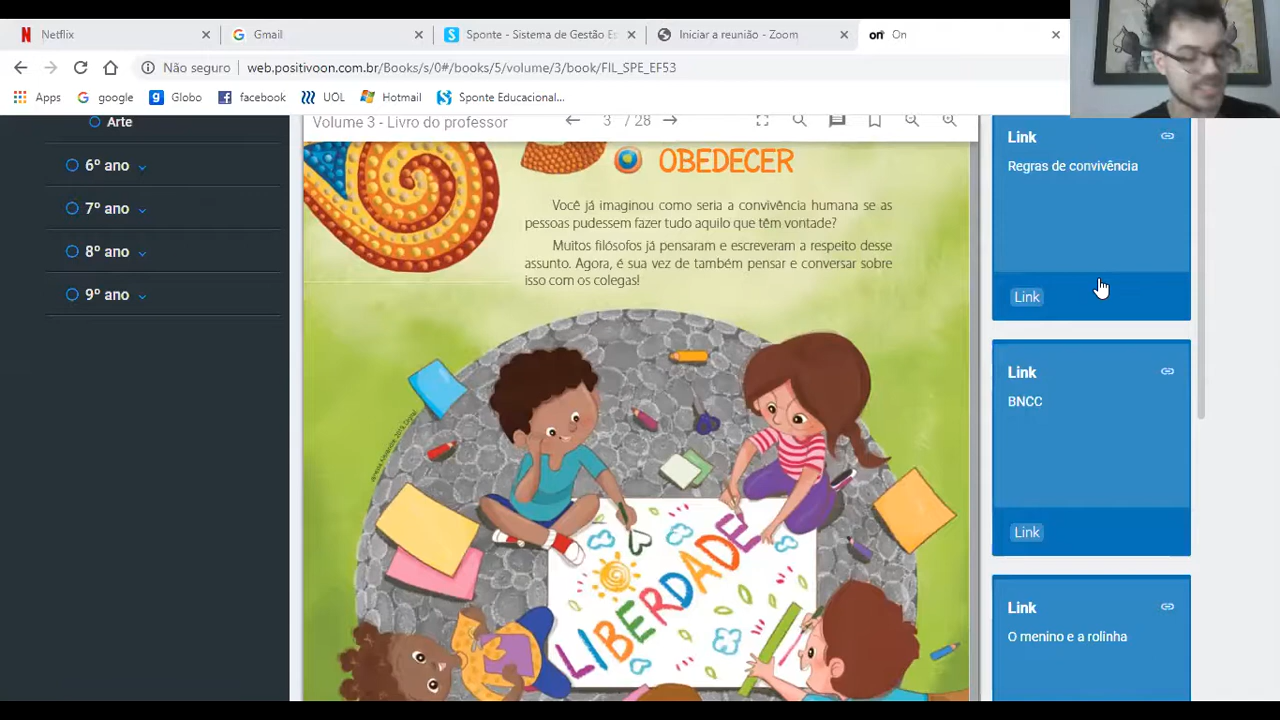 Netflix
Gmail
Sponte - Sistema de Gestão Es
Iniciar a reunião - Zoom
on On
Não seguro web.positivoon.com.br/Books/s/0#/books/5/volume/3/book/FIL_SPE_EF53
Apps google Globo facebook UOL Hotmail Sponte Educacional...
Arte
6º ano
7º ano
8º ano
9º ano
Volume 3 - Livro do professor
3 / 28
OBEDECER
Você já imaginou como seria a convivência humana se as
pessoas pudessem fazer tudo aquilo que têm vontade?
Muitos filósofos já pensaram e escreveram a respeito desse
assunto. Agora, é sua vez de também pensar e conversar sobre
isso com os colegas!
LIBERDADE
Link
Regras de convivência
Link
Link
BNCC
Link
Link
O menino e a rolinha